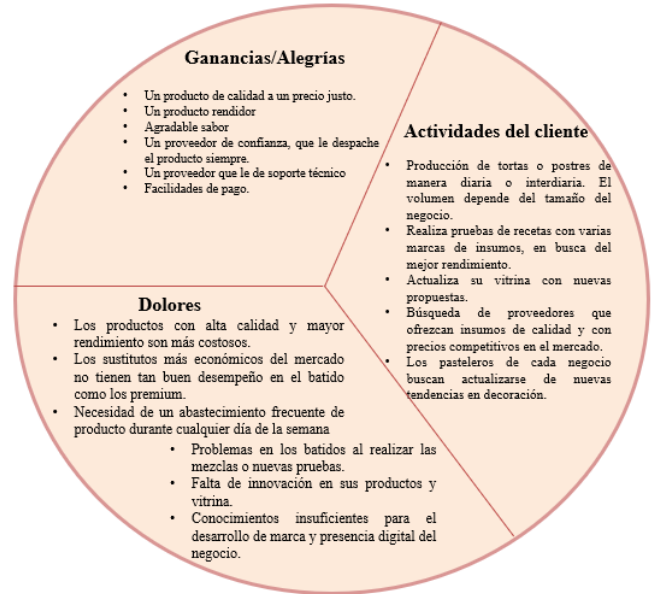 Ganancias/Alegrías
• Un producto de calidad a un precio justo.
• Un producto rendidor
• Agradable sabor
• Un proveedor de confianza, que le despache
el producto siempre.
• Un proveedor que le de soporte técnico
• Facilidades de pago.
Actividades del cliente
• Producción de tortas o postres de
manera diaria o interdiaria. El
volumen depende del tamaño del
negocio.
• Realiza pruebas de recetas con varias
marcas de insumos, en busca del
mejor rendimiento.
• Actualiza su vitrina con nuevas
propuestas.
• Búsqueda de proveedores que
ofrezcan insumos de calidad y con
precios competitivos en el mercado.
• Los pasteleros de cada negocio
buscan actualizarse de nuevas
tendencias en decoración.
Dolores
• Los productos con alta calidad y mayor
rendimiento son más costosos.
• Los sustitutos más económicos del mercado
no tienen tan buen desempeño en el batido
como los premium.
• Necesidad de un abastecimiento frecuente de
producto durante cualquier día de la semana
• Problemas en los batidos al realizar las
mezclas o nuevas pruebas.
• Falta de innovación en sus productos y
vitrina.
• Conocimientos insuficientes para el
desarrollo de marca y presencia digital del
negocio.